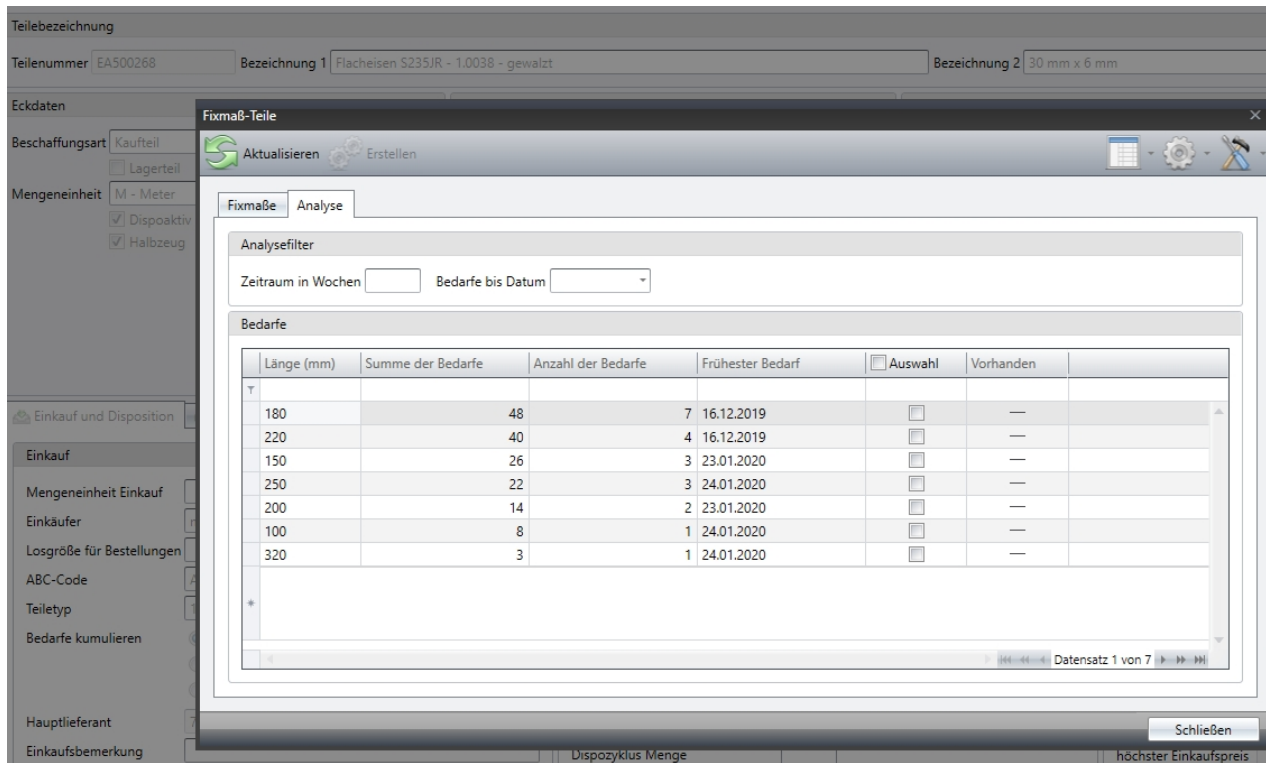 Teilebezeichnung
Teilenummer EA500268 Bezeichnung 1 Flacheisen S235JR - 1.0038 - gewalzt Bezeichnung 2 30 mm x 6 mm
Eckdaten
Fixmaß-Teile
Beschaffungsart Kaufteil
Aktualisieren Erstellen
Lagerteil
Mengeneinheit M - Meter
Fixmaße Analyse
Dispoaktiv
Halbzeug
Analysefilter
Zeitraum in Wochen Bedarfe bis Datum
Bedarfe
Länge (mm) Summe der Bedarfe Anzahl der Bedarfe Frühester Bedarf Auswahl Vorhanden
180 48 7 16.12.2019 —
220 40 4 16.12.2019 —
150 26 3 23.01.2020 —
250 22 3 24.01.2020 —
200 14 2 23.01.2020 —
100 8 1 24.01.2020 —
320 3 1 24.01.2020 —
Datensatz 1 von 7
Einkauf und Disposition
Einkauf
Mengeneinheit Einkauf
Einkäufer
Losgröße für Bestellungen
ABC-Code
Teiletyp
Bedarfe kumulieren
Hauptlieferant
Schließen
Einkaufsbemerkung
Dispozyklus Menge
höchster Einkaufspreis